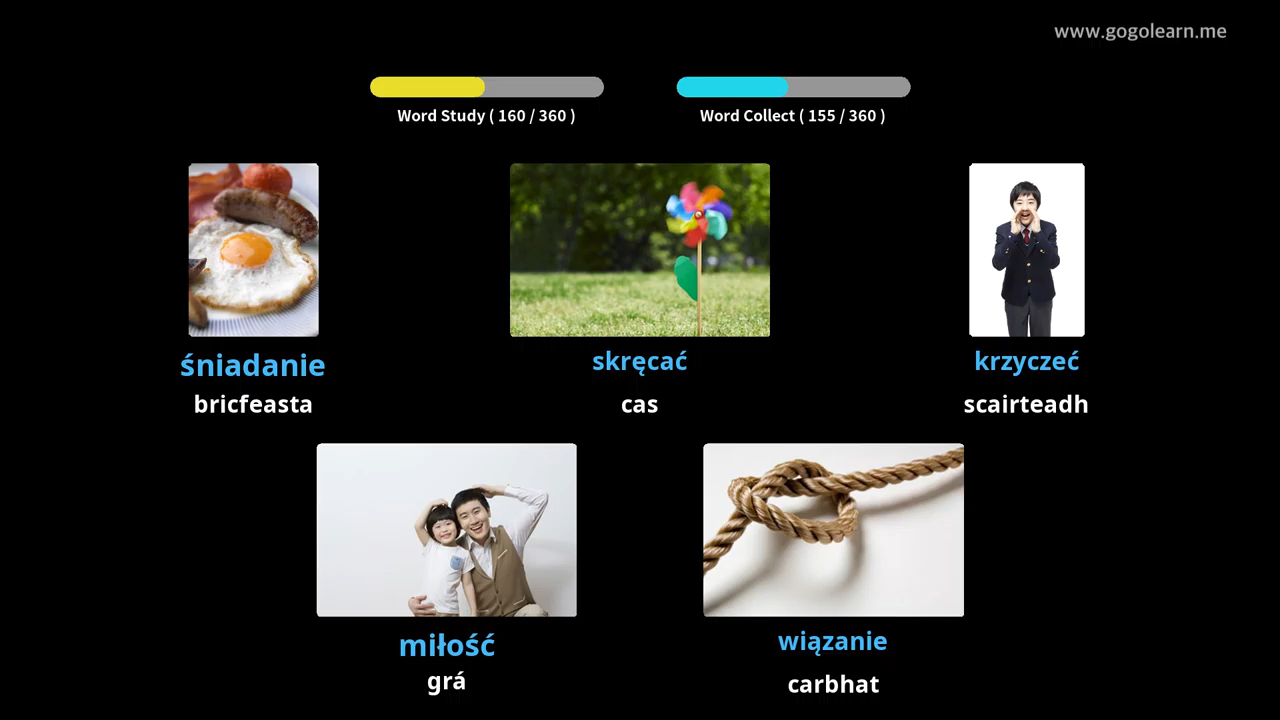 www.gogolearn.me
Word Study ( 160 / 360 )
Word Collect ( 155 / 360 )
śniadanie
bricfeasta
skręcać
cas
krzyczeć
scairteadh
miłość
grá
wiązanie
carbhat